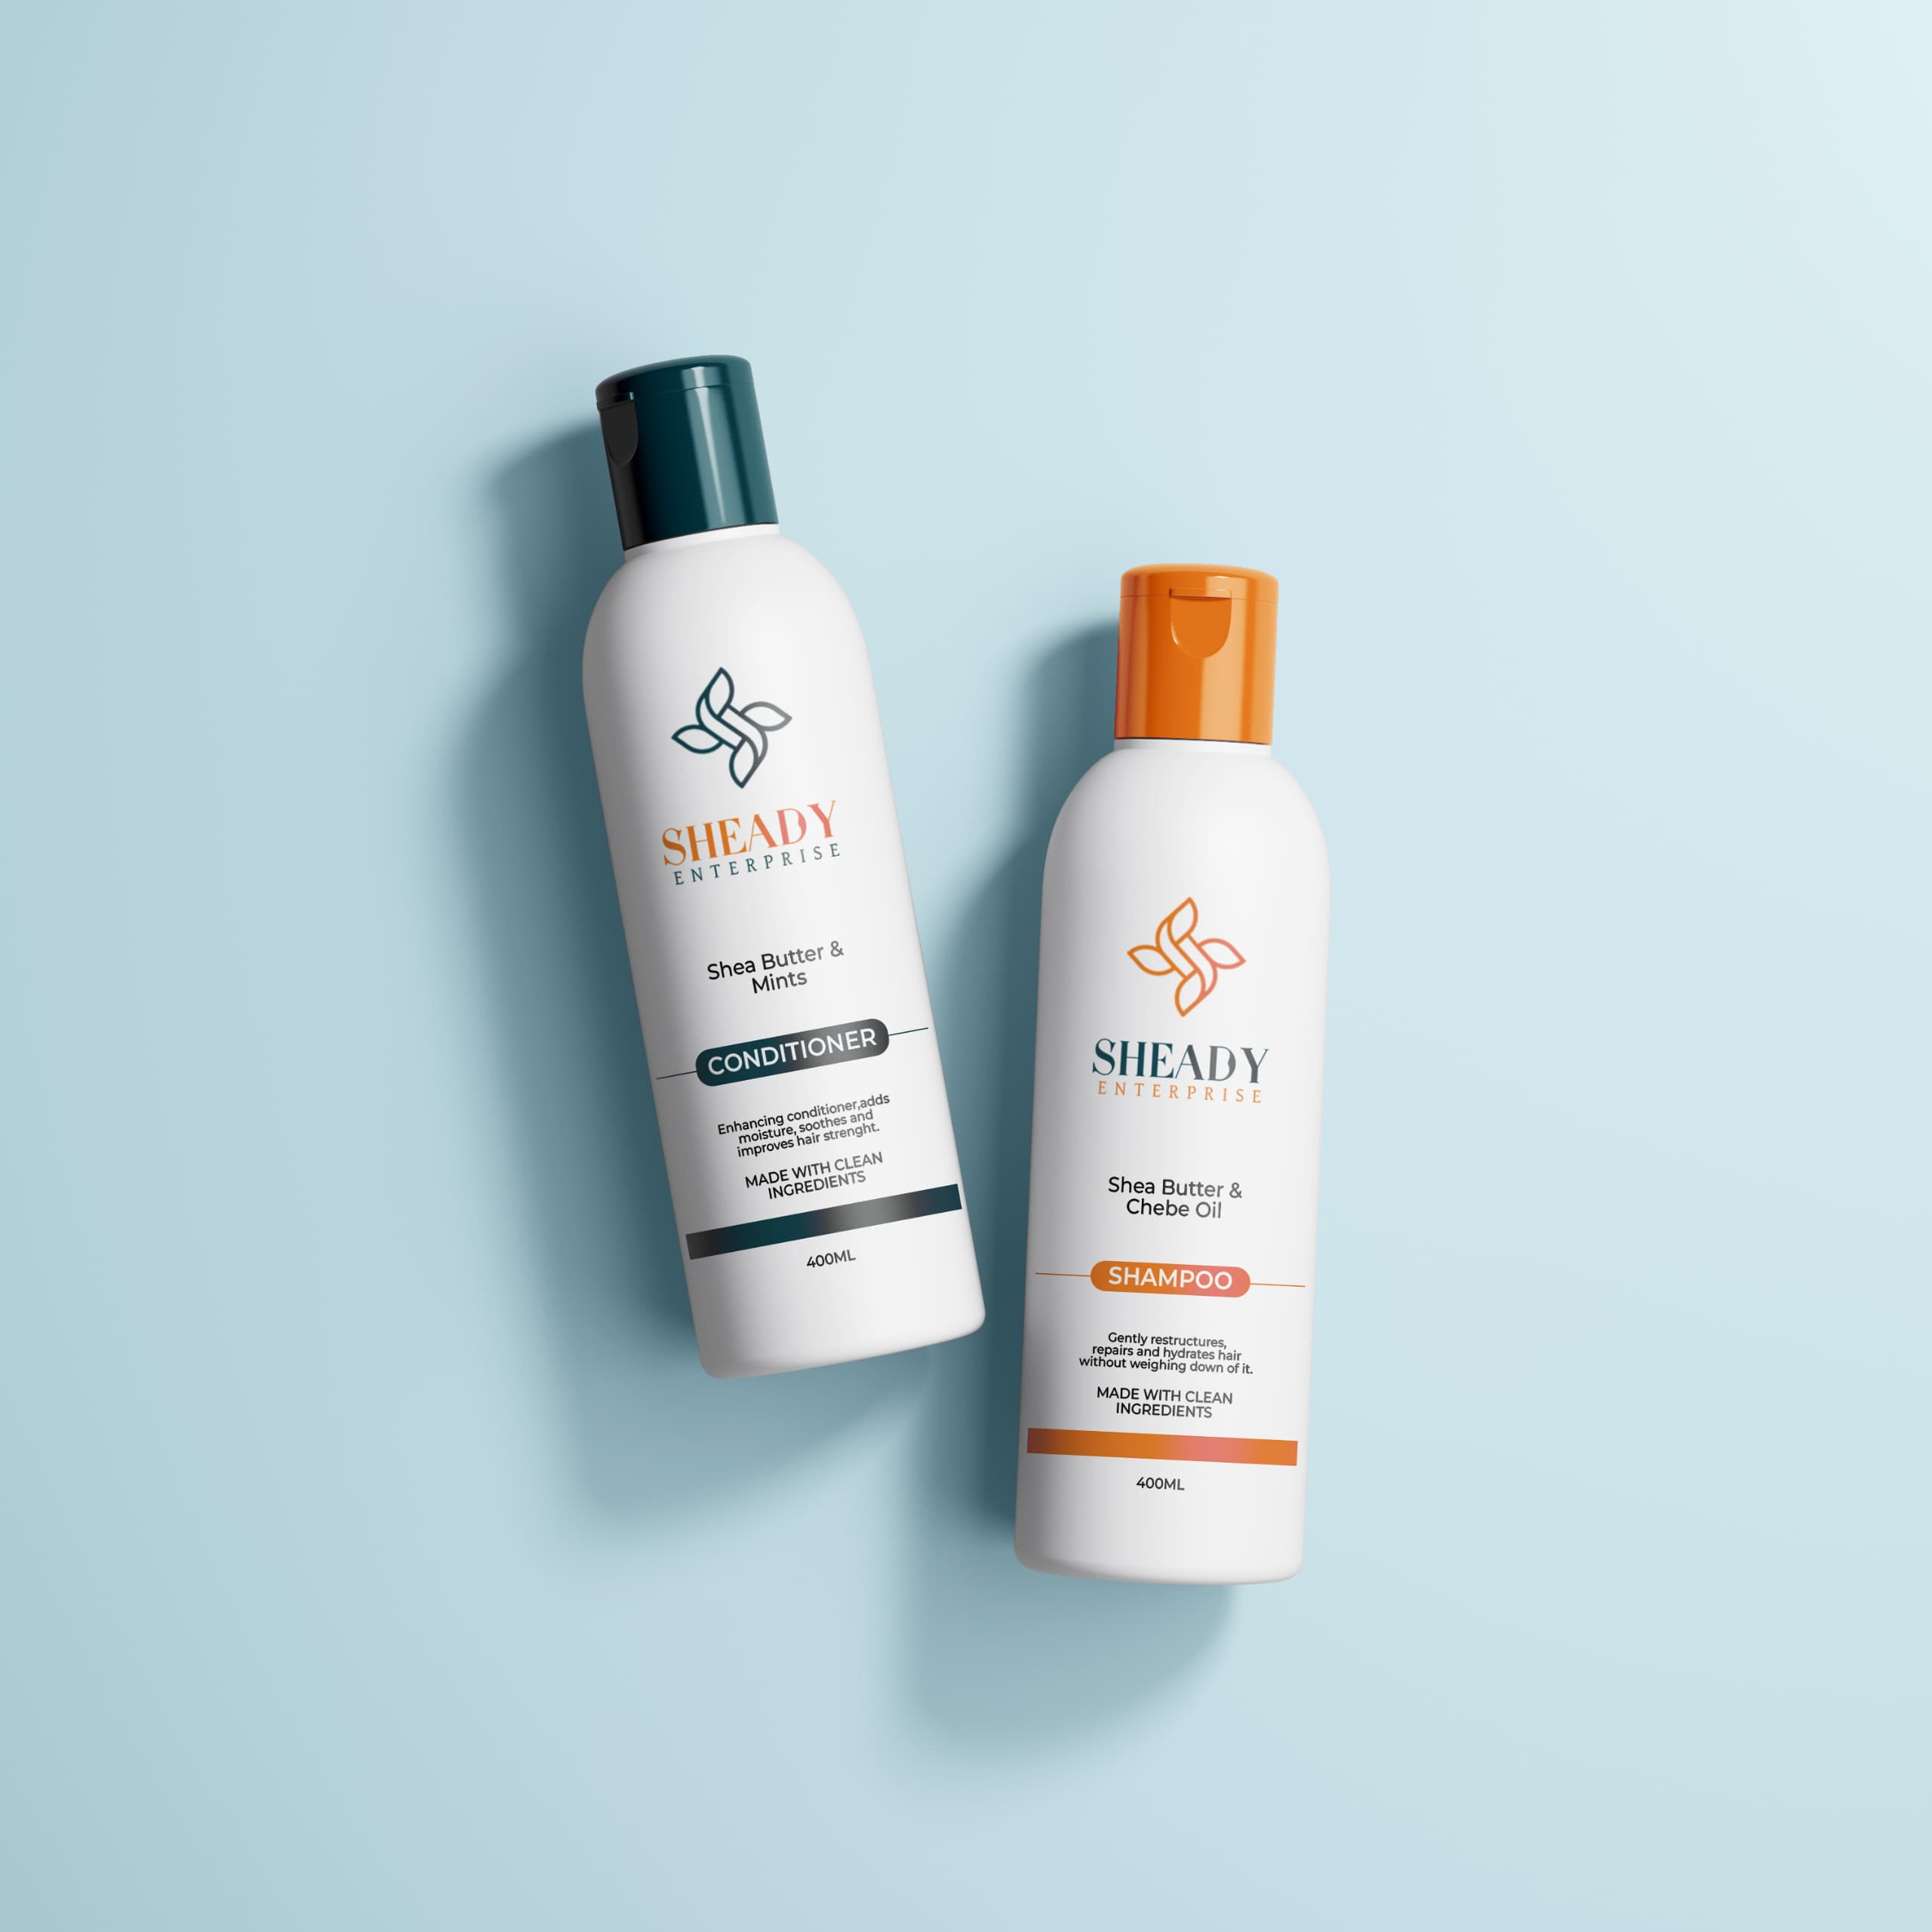 SHEADY
ENTERPRISE
Shea Butter &
Mints
CONDITIONER
Enhancing conditioner,adds
moisture, soothes and
improves hair strenght.
MADE WITH CLEAN
INGREDIENTS
400ML
SHEADY
ENTERPRISE
Shea Butter &
Chebe Oil
SHAMPOO
Gently restructures,
repairs and hydrates hair
without weighing down of it.
MADE WITH CLEAN
INGREDIENTS
400ML